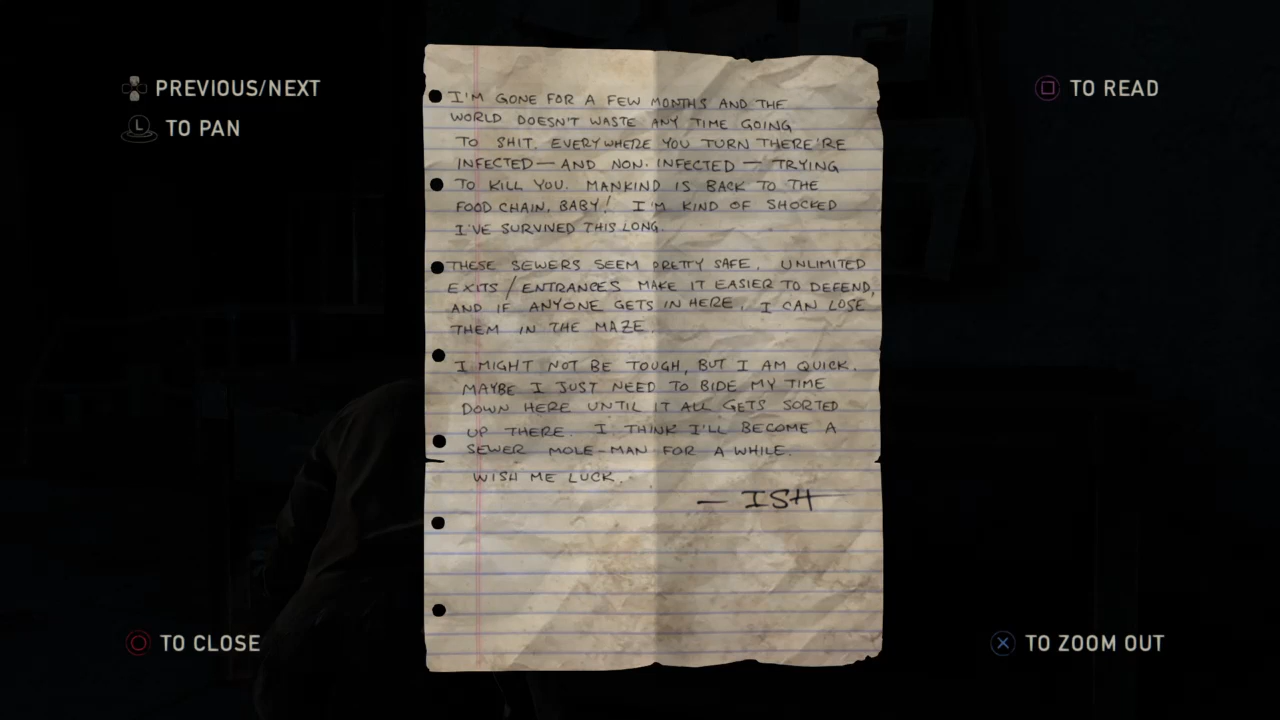 PREVIOUS/NEXT
L TO PAN
TO READ
I'M GONE FOR A FEW MONTHS AND THE
WORLD DOESN'T WASTE ANY TIME GOING
TO SHIT. EVERYWHERE YOU TURN THERE'RE
INFECTED — AND NON-INFECTED — TRYING
TO KILL YOU. MANKIND IS BACK TO THE
FOOD CHAIN, BABY! I'M KIND OF SHOCKED
I'VE SURVIVED THIS LONG.
THESE SEWERS SEEM PRETTY SAFE. UNLIMITED
EXITS/ENTRANCES MAKE IT EASIER TO DEFEND,
AND IF ANYONE GETS IN HERE, I CAN LOSE
THEM IN THE MAZE.
I MIGHT NOT BE TOUGH, BUT I AM QUICK.
MAYBE I JUST NEED TO BIDE MY TIME
DOWN HERE UNTIL IT ALL GETS SORTED
UP THERE. I THINK I'LL BECOME A
SEWER MOLE-MAN FOR A WHILE.
WISH ME LUCK.
— ISH
TO CLOSE
TO ZOOM OUT